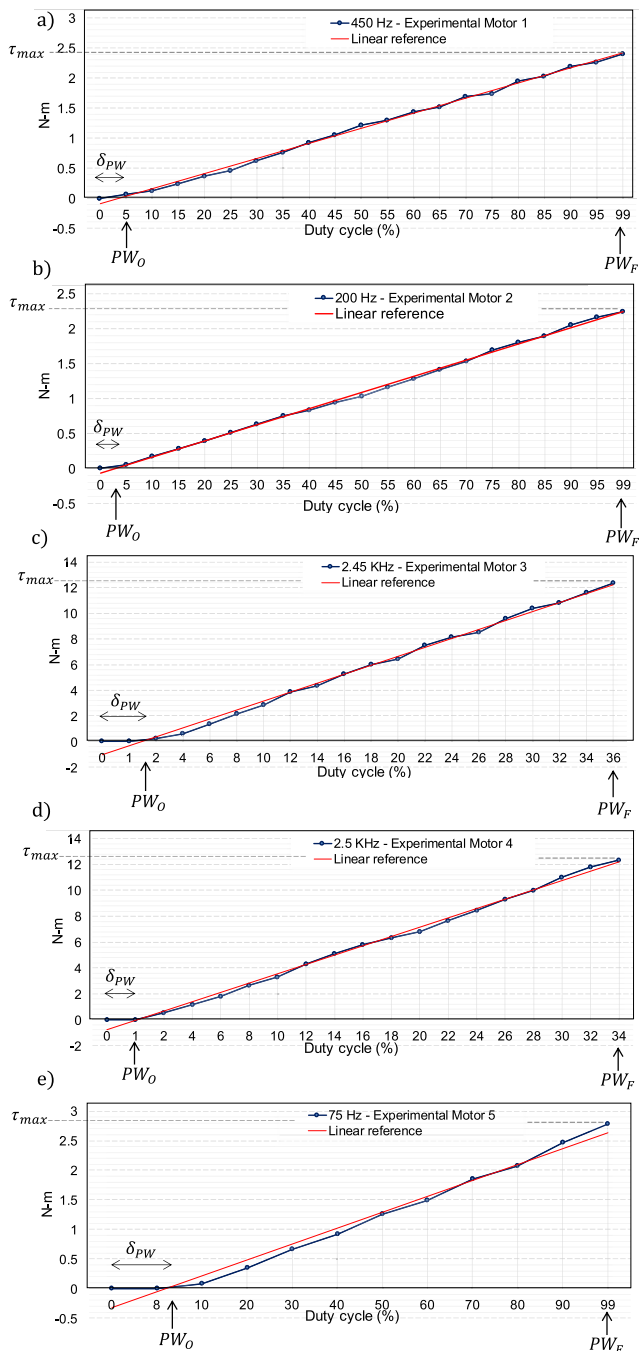 a)
450 Hz - Experimental Motor 1
Linear reference
τmax
N-m
3
2.5
2
1.5
1
0.5
0
-0.5
δPW
0 5 10 15 20 25 30 35 40 45 50 55 60 65 70 75 80 85 90 95 99
Duty cycle (%)
PWO
PWF
b)
200 Hz - Experimental Motor 2
Linear reference
τmax
N-m
2.5
2
1.5
1
0.5
0
-0.5
δPW
0 5 10 15 20 25 30 35 40 45 50 55 60 65 70 75 80 85 90 95 99
Duty cycle (%)
PWO
PWF
c)
2.45 KHz - Experimental Motor 3
Linear reference
τmax
N-m
14
12
10
8
6
4
2
0
-2
δPW
0 1 2 4 6 8 10 12 14 16 18 20 22 24 26 28 30 32 34 36
Duty cycle (%)
PWO
PWF
d)
2.5 KHz - Experimental Motor 4
Linear reference
τmax
N-m
14
12
10
8
6
4
2
0
-2
δPW
0 1 2 4 6 8 10 12 14 16 18 20 22 24 26 28 30 32 34
Duty cycle (%)
PWO
PWF
e)
75 Hz - Experimental Motor 5
Linear reference
τmax
N-m
3
2.5
2
1.5
1
0.5
0
-0.5
δPW
0 8 10 20 30 40 50 60 70 80 90 99
Duty cycle (%)
PWO
PWF